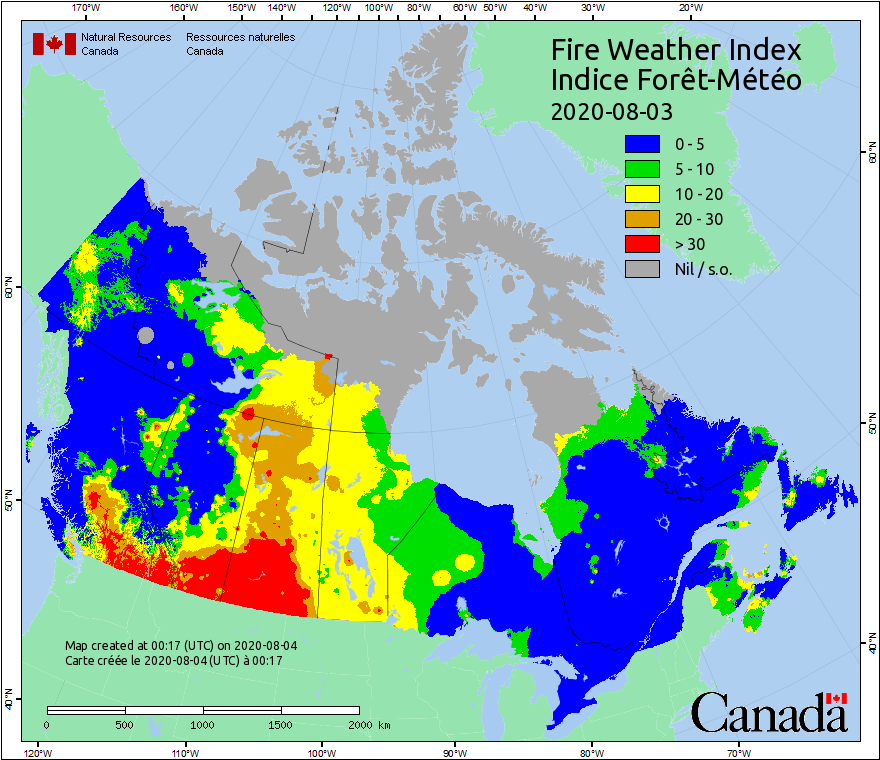 170°W 160°W 150°W 140°W 120°W 100°W 80°W 60°W 50°W 40°W 30°W 20°W
Natural Resources Ressources naturelles
Canada Canada
Fire Weather Index
Indice Forêt-Météo
2020-08-03
0 - 5
5 - 10
10 - 20
20 - 30
> 30
Nil / s.o.
60°N
60°N
50°N
50°N
40°N
40°N
Map created at 00:17 (UTC) on 2020-08-04
Carte créée le 2020-08-04 (UTC) à 00:17
0 500 1000 1500 2000 km
Canada
120°W 110°W 100°W 90°W 80°W 70°W